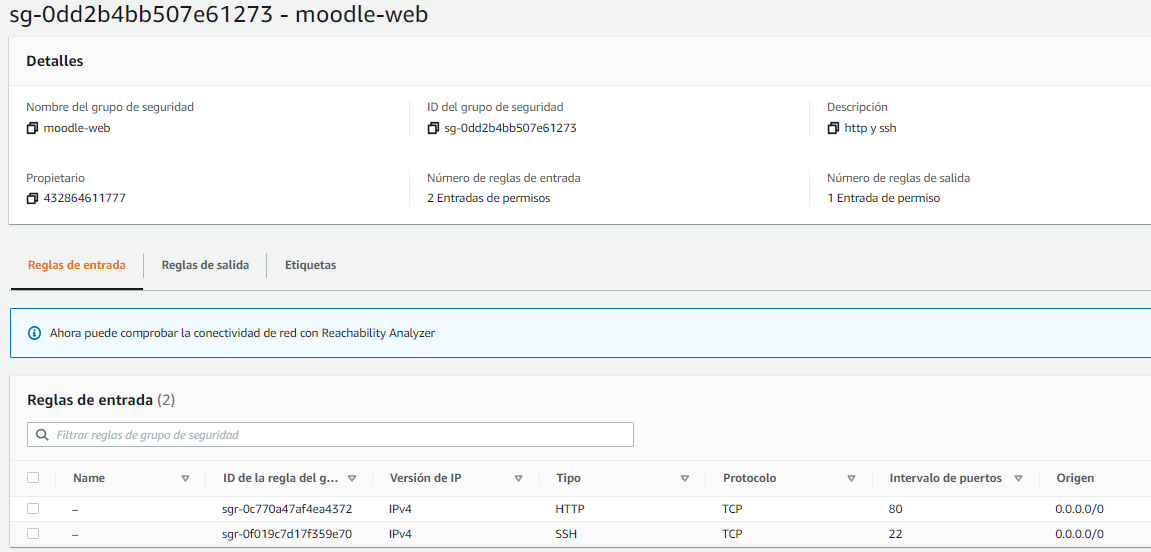 sg-0dd2b4bb507e61273 - moodle-web
Detalles
Nombre del grupo de seguridad ID del grupo de seguridad Descripción
moodle-web sg-0dd2b4bb507e61273 http y ssh
Propietario Número de reglas de entrada Número de reglas de salida
432864611777 2 Entradas de permisos 1 Entrada de permiso
Reglas de entrada Reglas de salida Etiquetas
Ahora puede comprobar la conectividad de red con Reachability Analyzer
Reglas de entrada (2)
Filtrar reglas de grupo de seguridad
Name ID de la regla del g... Versión de IP Tipo Protocolo Intervalo de puertos Origen
– sgr-0c770a47af4ea4372 IPv4 HTTP TCP 80 0.0.0.0/0
– sgr-0f019c7d17f359e70 IPv4 SSH TCP 22 0.0.0.0/0